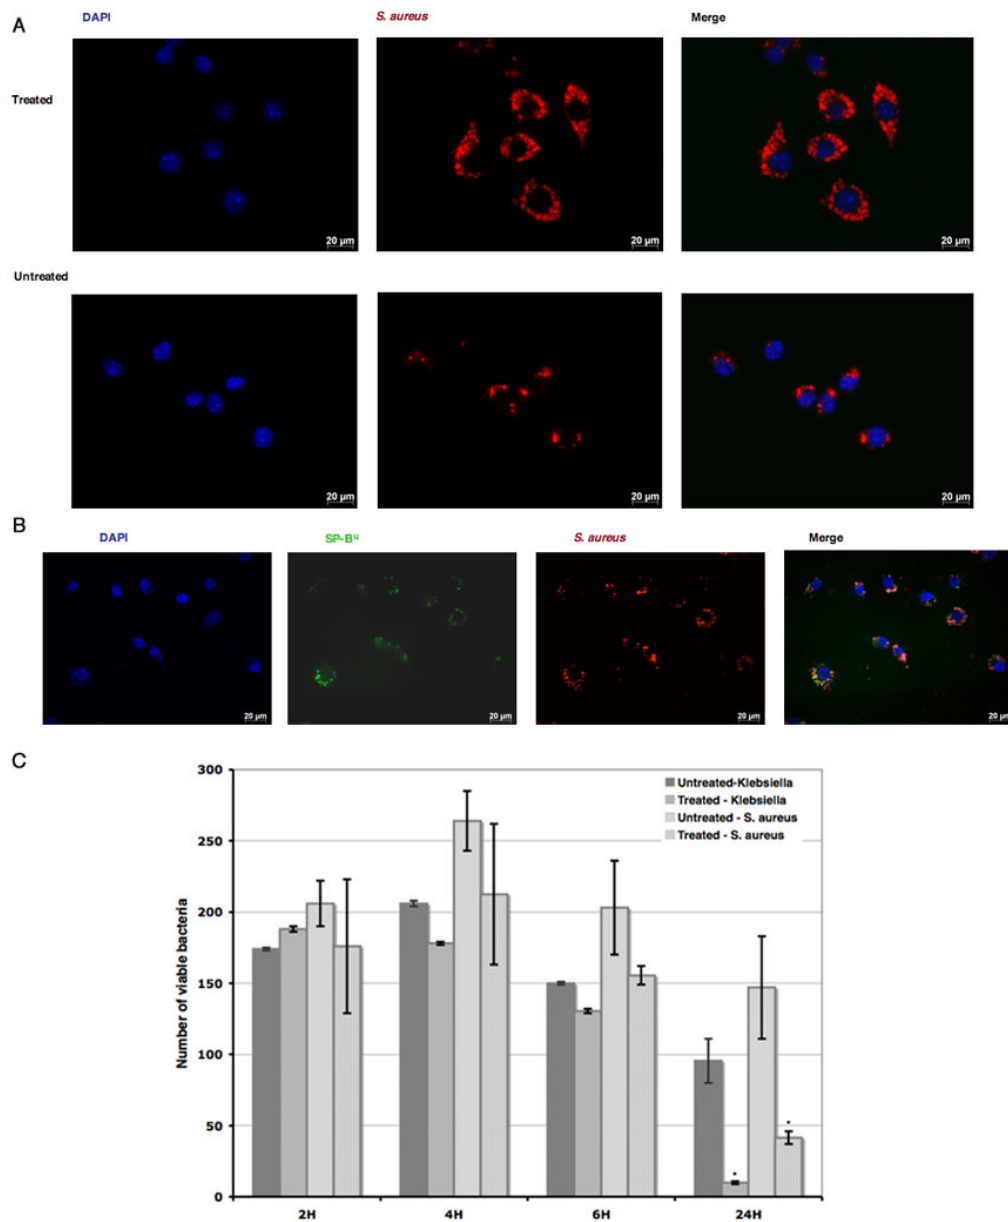 A
DAPI S. aureus Merge
Treated
20 µm 20 µm 20 µm
Untreated
20 µm 20 µm 20 µm
B
DAPI SP-Bᴺ S. aureus Merge
20 µm 20 µm 20 µm 20 µm
C
300
250
200
150
100
50
0
Number of viable bacteria
Untreated-Klebsiella
Treated - Klebsiella
Untreated - S. aureus
Treated - S. aureus
* *
2H 4H 6H 24H